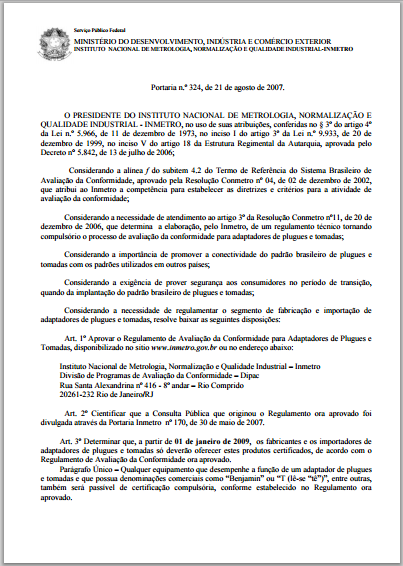 Serviço Público Federal
MINISTÉRIO DO DESENVOLVIMENTO, INDÚSTRIA E COMÉRCIO EXTERIOR
INSTITUTO NACIONAL DE METROLOGIA, NORMALIZAÇÃO E QUALIDADE INDUSTRIAL-INMETRO
Portaria n.º 324, de 21 de agosto de 2007.
O PRESIDENTE DO INSTITUTO NACIONAL DE METROLOGIA, NORMALIZAÇÃO E
QUALIDADE INDUSTRIAL - INMETRO, no uso de suas atribuições, conferidas no § 3º do artigo 4º
da Lei n.º 5.966, de 11 de dezembro de 1973, no inciso I do artigo 3º da Lei n.º 9.933, de 20 de
dezembro de 1999, no inciso V do artigo 18 da Estrutura Regimental da Autarquia, aprovada pelo
Decreto nº 5.842, de 13 de julho de 2006;
Considerando a alínea f do subitem 4.2 do Termo de Referência do Sistema Brasileiro de
Avaliação da Conformidade, aprovado pela Resolução Conmetro nº 04, de 02 de dezembro de 2002,
que atribui ao Inmetro a competência para estabelecer as diretrizes e critérios para a atividade de
avaliação da conformidade;
Considerando a necessidade de atendimento ao artigo 3º da Resolução Conmetro nº11, de 20 de
dezembro de 2006, que determina a elaboração, pelo Inmetro, de um regulamento técnico tornando
compulsório o processo de avaliação da conformidade para adaptadores de plugues e tomadas;
Considerando a importância de promover a conectividade do padrão brasileiro de plugues e
tomadas com os padrões utilizados em outros países;
Considerando a exigência de prover segurança aos consumidores no período de transição,
quando da implantação do padrão brasileiro de plugues e tomadas;
Considerando a necessidade de regulamentar o segmento de fabricação e importação de
adaptadores de plugues e tomadas, resolve baixar as seguintes disposições:
Art. 1º Aprovar o Regulamento de Avaliação da Conformidade para Adaptadores de Plugues e
Tomadas, disponibilizado no sitio www.inmetro.gov.br ou no endereço abaixo:
Instituto Nacional de Metrologia, Normalização e Qualidade Industrial – Inmetro
Divisão de Programas de Avaliação da Conformidade – Dipac
Rua Santa Alexandrina nº 416 - 8º andar – Rio Comprido
20261-232 Rio de Janeiro/RJ
Art. 2º Cientificar que a Consulta Pública que originou o Regulamento ora aprovado foi
divulgada através da Portaria Inmetro nº 170, de 30 de maio de 2007.
Art. 3º Determinar que, a partir de 01 de janeiro de 2009, os fabricantes e os importadores de
adaptadores de plugues e tomadas só deverão oferecer estes produtos certificados, de acordo com o
Regulamento de Avaliação da Conformidade ora aprovado.
Parágrafo Único – Qualquer equipamento que desempenhe a função de um adaptador de plugues
e tomadas e que possua denominações comerciais como “Benjamin” ou “T (lê-se “tê”)”, entre outras,
também será passível de certificação compulsória, conforme estabelecido no Regulamento ora
aprovado.